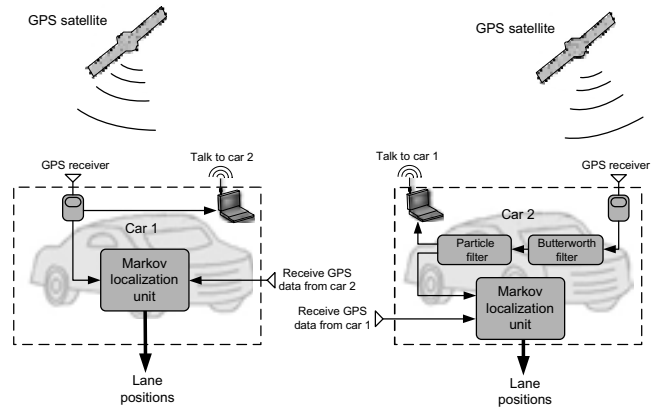 GPS satellite
GPS receiver
Talk to car 2
Car 1
Markov
localization
unit
Receive GPS
data from car 2
Lane
positions
GPS satellite
Talk to car 1
GPS receiver
Car 2
Particle
filter
Butterworth
filter
Markov
localization
unit
Receive GPS
data from car 1
Lane
positions